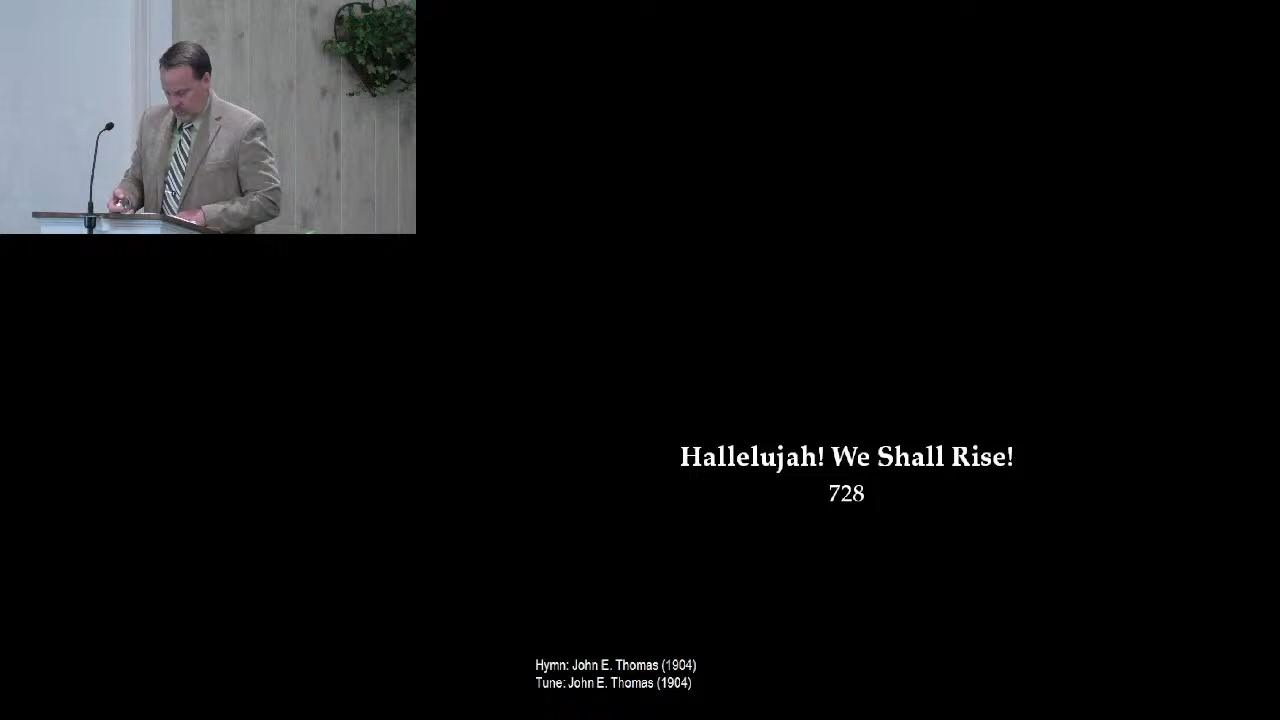 Hallelujah! We Shall Rise!
728
Hymn: John E. Thomas (1904)
Tune: John E. Thomas (1904)